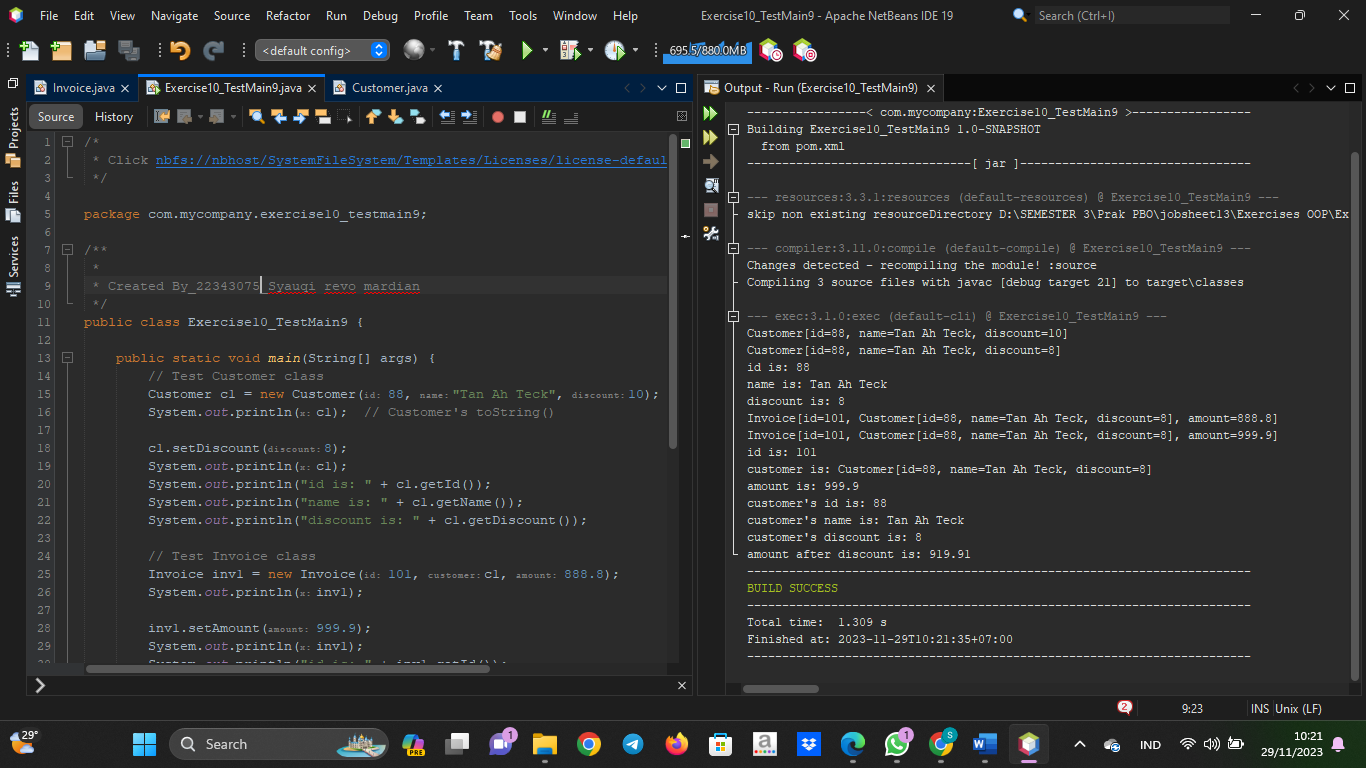 File Edit View Navigate Source Refactor Run Debug Profile Team Tools Window Help Exercise10_TestMain9 - Apache NetBeans IDE 19 Search (Ctrl+I)
<default config> 695.5/880.0MB
Invoice.java Exercise10_TestMain9.java Customer.java
Source History
Projects
Files
Services
1 /*
2 * Click nbfs://nbhost/SystemFileSystem/Templates/Licenses/license-defaul
3 */
4
5 package com.mycompany.exercise10_testmain9;
6
7 /**
8 *
9 * Created By_22343075_Syauqi revo mardian
10 */
11 public class Exercise10_TestMain9 {
12
13 public static void main(String[] args) {
14 // Test Customer class
15 Customer c1 = new Customer(id: 88, name: "Tan Ah Teck", discount: 10);
16 System.out.println(x: c1); // Customer's toString()
17
18 c1.setDiscount(discount: 8);
19 System.out.println(x: c1);
20 System.out.println("id is: " + c1.getId());
21 System.out.println("name is: " + c1.getName());
22 System.out.println("discount is: " + c1.getDiscount());
23
24 // Test Invoice class
25 Invoice inv1 = new Invoice(id: 101, customer: c1, amount: 888.8);
26 System.out.println(x: inv1);
27
28 inv1.setAmount(amount: 999.9);
29 System.out.println(x: inv1);
30 System.out.println("id is: " + inv1.getId());
Output - Run (Exercise10_TestMain9)
-----------------< com.mycompany:Exercise10_TestMain9 >-----------------
Building Exercise10_TestMain9 1.0-SNAPSHOT
from pom.xml
--------------------------------[ jar ]---------------------------------
--- resources:3.3.1:resources (default-resources) @ Exercise10_TestMain9 ---
skip non existing resourceDirectory D:\SEMESTER 3\Prak PBO\jobsheet13\Exercises OOP\Ex
--- compiler:3.11.0:compile (default-compile) @ Exercise10_TestMain9 ---
Changes detected - recompiling the module! :source
Compiling 3 source files with javac [debug target 21] to target\classes
--- exec:3.1.0:exec (default-cli) @ Exercise10_TestMain9 ---
Customer[id=88, name=Tan Ah Teck, discount=10]
Customer[id=88, name=Tan Ah Teck, discount=8]
id is: 88
name is: Tan Ah Teck
discount is: 8
Invoice[id=101, Customer[id=88, name=Tan Ah Teck, discount=8], amount=888.8]
Invoice[id=101, Customer[id=88, name=Tan Ah Teck, discount=8], amount=999.9]
id is: 101
customer is: Customer[id=88, name=Tan Ah Teck, discount=8]
amount is: 999.9
customer's id is: 88
customer's name is: Tan Ah Teck
customer's discount is: 8
amount after discount is: 919.91
------------------------------------------------------------------------
BUILD SUCCESS
------------------------------------------------------------------------
Total time: 1.309 s
Finished at: 2023-11-29T10:21:35+07:00
------------------------------------------------------------------------
2 9:23 INS Unix (LF)
29° Search PRE 1 a 1 S W IND 10:21
29/11/2023